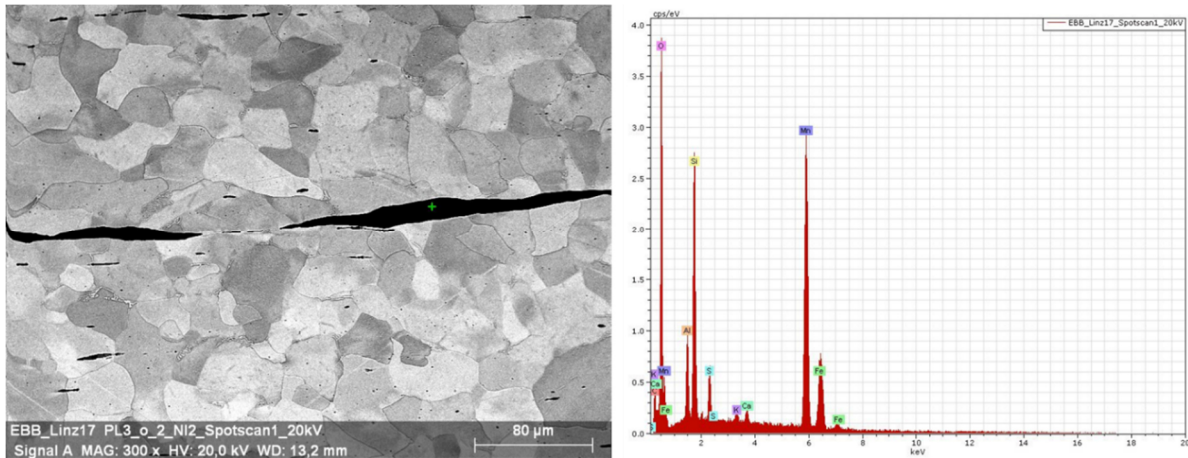 EBB_Linz17 PL3_o_2_NI2_Spotscan1_20kV
Signal A MAG: 300 x HV: 20,0 kV WD: 13,2 mm
80 µm
cps/eV
EBB_Linz17_Spotscan1_20kV
4.0
3.5
3.0
2.5
2.0
1.5
1.0
0.5
0.0
O
Mn
Si
Al
K
Mn
Ca
Fe
S
S
K
Ca
Fe
Fe
2
4
6
8
10
12
14
16
18
20
keV